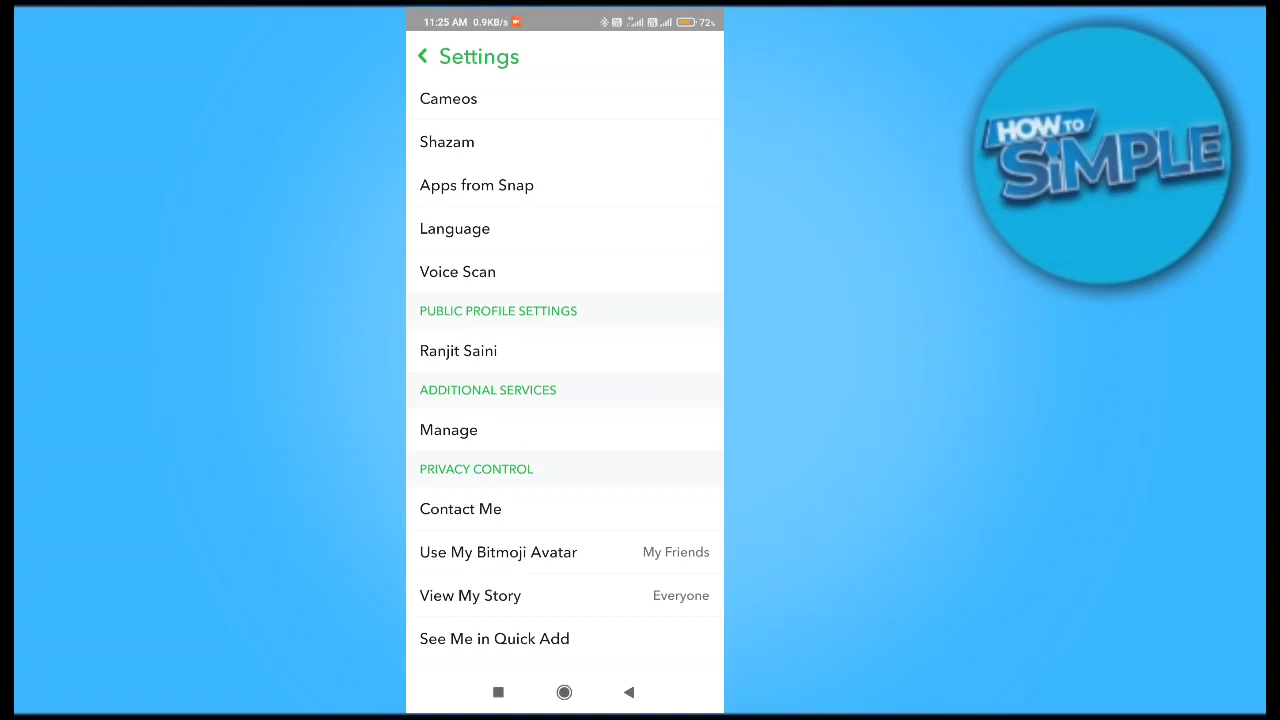 11:25 AM 0.9KB/s 72%
Settings
Cameos
Shazam
Apps from Snap
Language
Voice Scan
PUBLIC PROFILE SETTINGS
Ranjit Saini
ADDITIONAL SERVICES
Manage
PRIVACY CONTROL
Contact Me
Use My Bitmoji Avatar My Friends
View My Story Everyone
See Me in Quick Add
HOW TO
SiMPLE